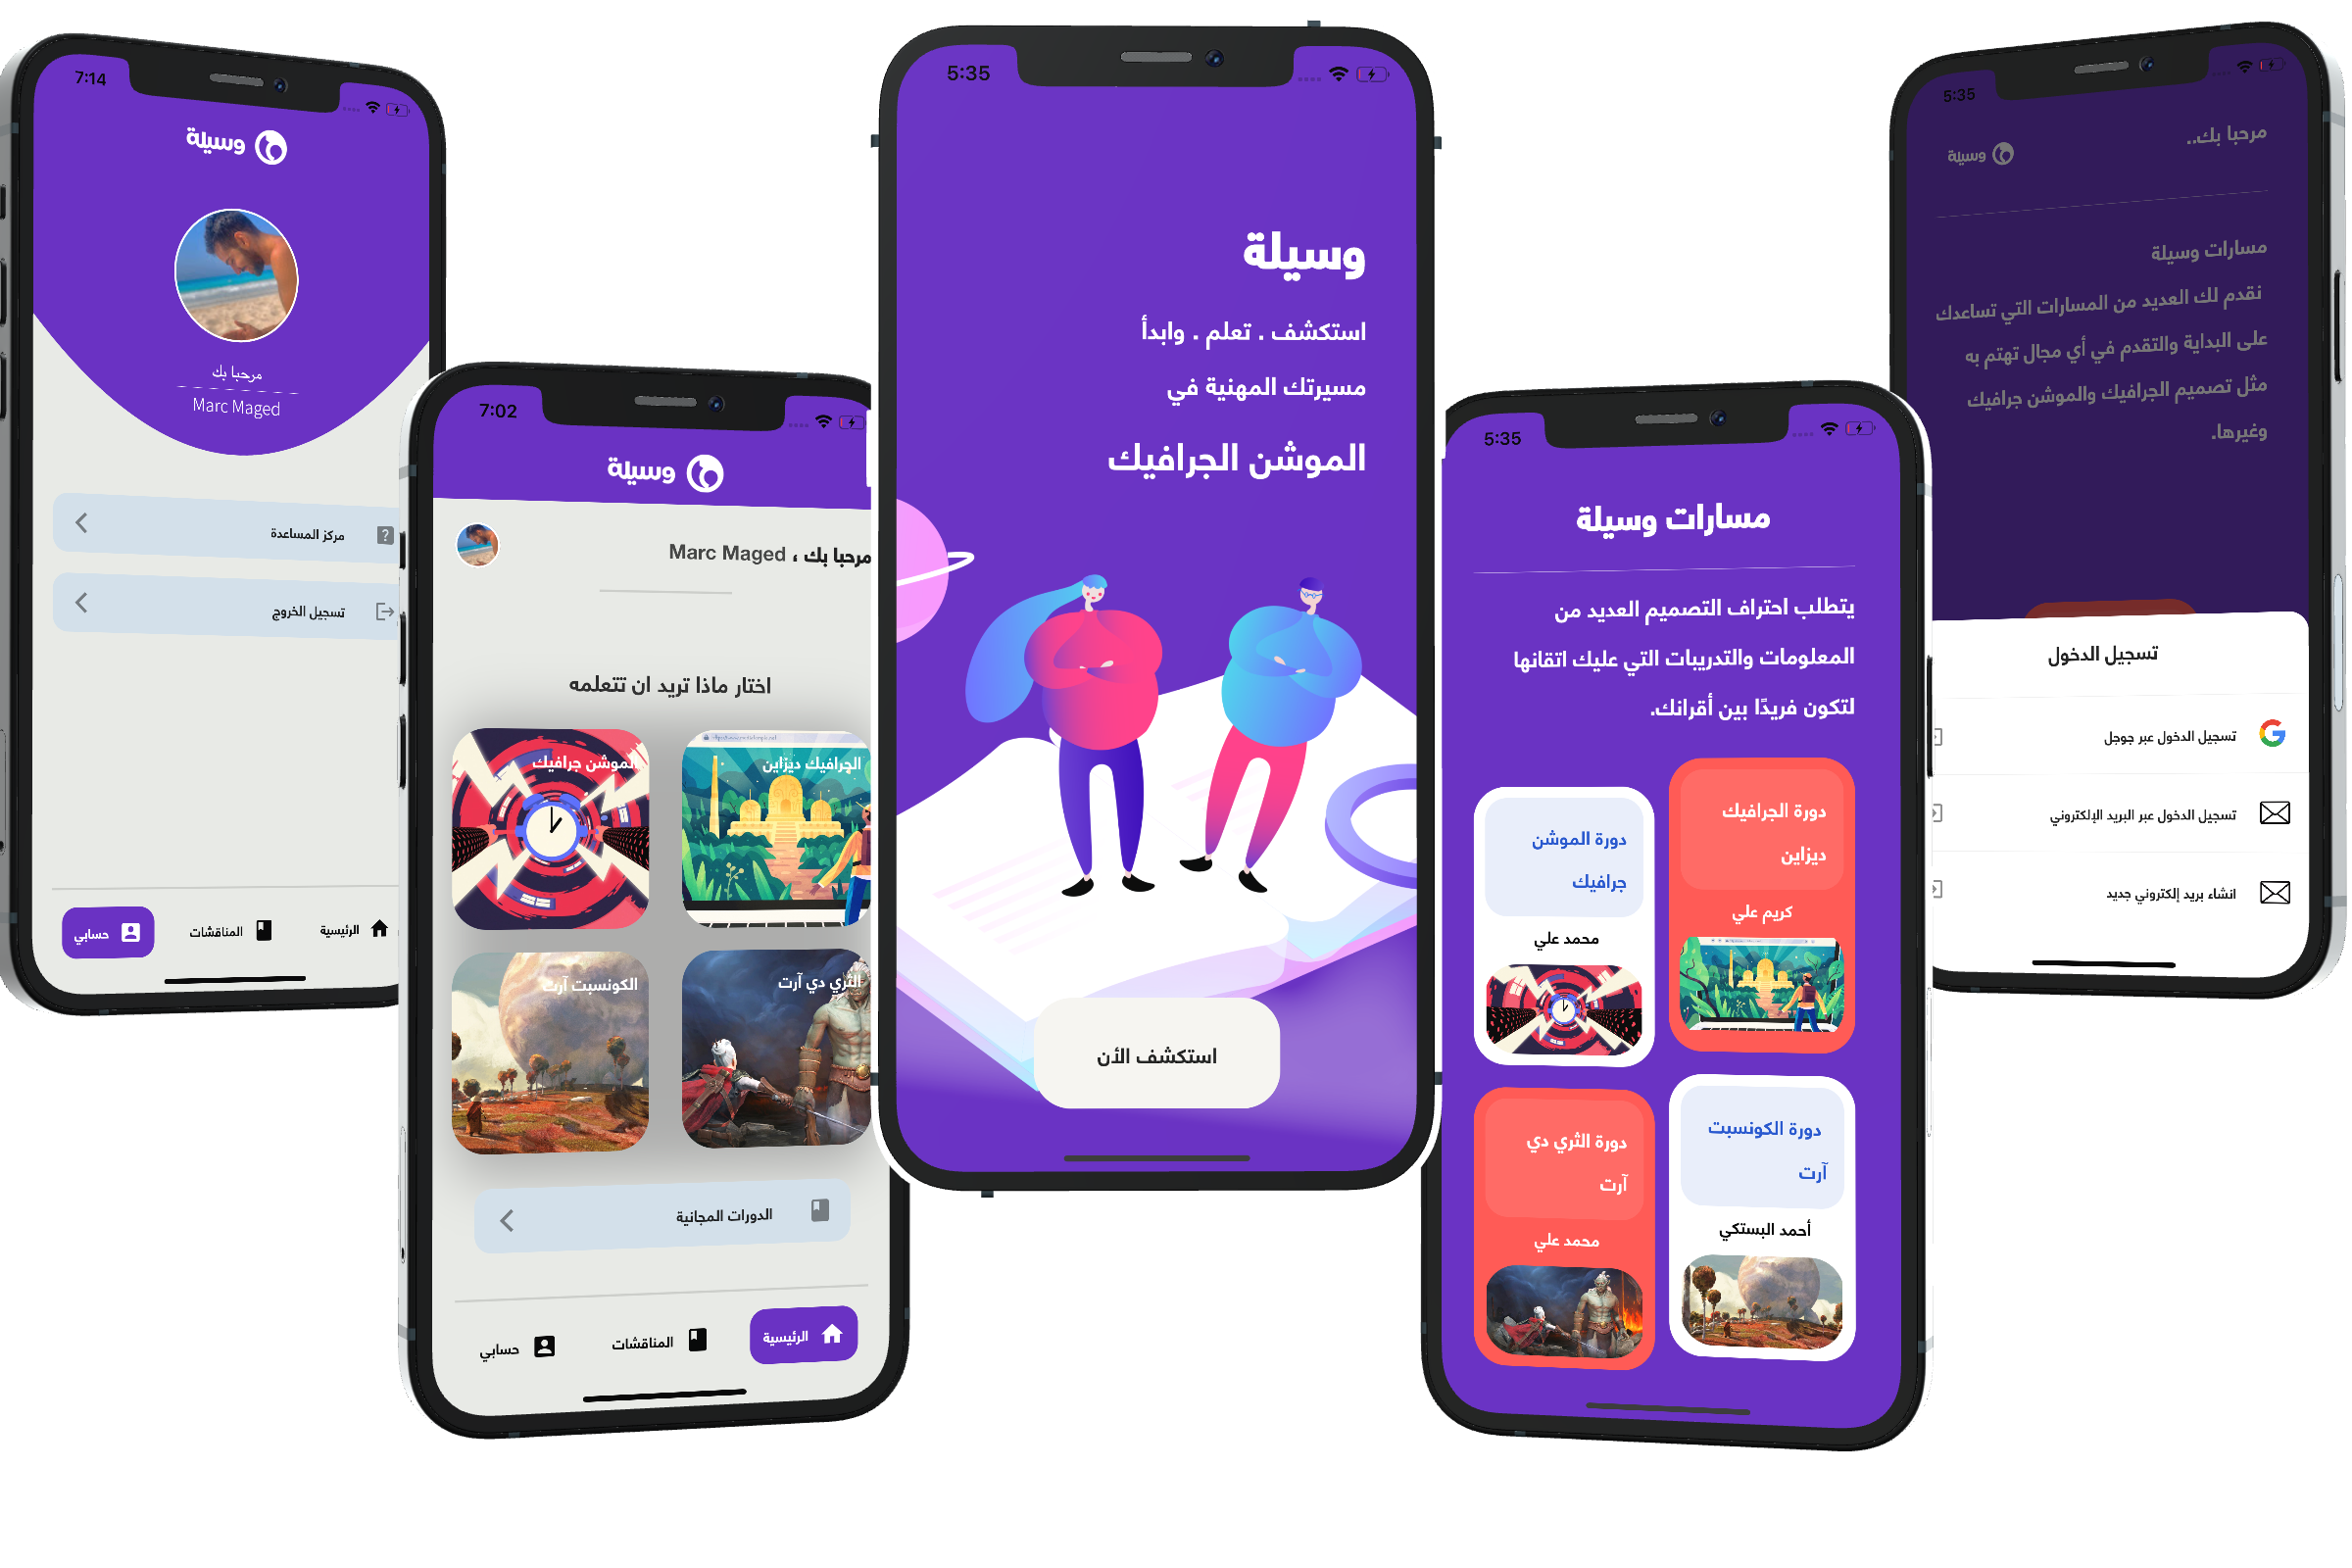 7:14
وسيلة
مرحبا بك
Marc Maged
مركز المساعدة
تسجيل الخروج
الرئيسية
المناقشات
حسابي
7:02
وسيلة
مرحبا بك ، Marc Maged
اختار ماذا تريد ان تتعلمه
الجرافيك ديزاين
الموشن جرافيك
الثري دي آرت
الكونسبت آرت
الدورات المجانية
الرئيسية
المناقشات
حسابي
5:35
وسيلة
استكشف . تعلم . وابدأ
مسيرتك المهنية في
الموشن الجرافيك
استكشف الأن
5:35
مسارات وسيلة
يتطلب احتراف التصميم العديد من
المعلومات والتدريبات التي عليك اتقانها
لتكون فريدًا بين أقرانك.
دورة الجرافيك
ديزاين
كريم علي
دورة الموشن
جرافيك
محمد علي
دورة الكونسبت
آرت
أحمد البستكي
دورة الثري دي
آرت
محمد علي
5:35
مرحبا بك..
وسيلة
مسارات وسيلة
نقدم لك العديد من المسارات التي تساعدك
على البداية والتقدم في أي مجال تهتم به
مثل تصميم الجرافيك والموشن جرافيك
وغيرها.
تسجيل الدخول
تسجيل الدخول عبر جوجل
تسجيل الدخول عبر البريد الإلكتروني
انشاء بريد إلكتروني جديد